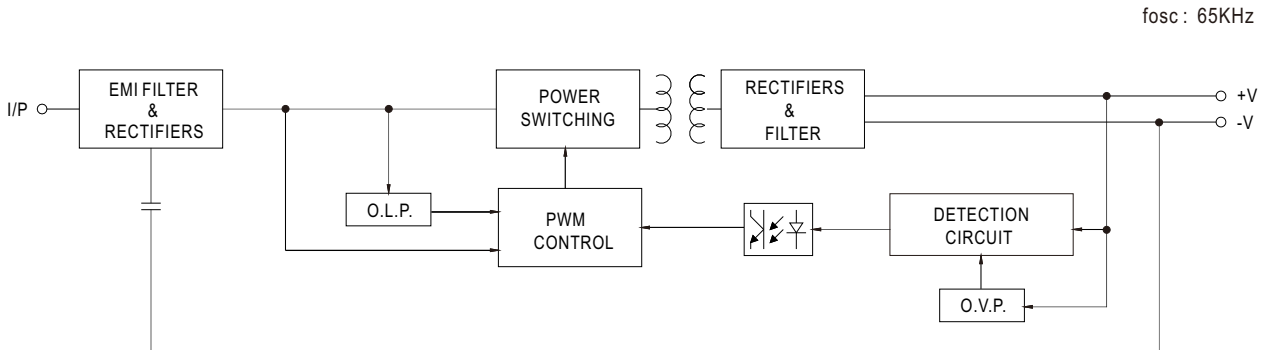 fosc : 65KHz
I/P
EMI FILTER
&
RECTIFIERS
POWER
SWITCHING
RECTIFIERS
&
FILTER
+V
-V
O.L.P.
PWM
CONTROL
DETECTION
CIRCUIT
O.V.P.